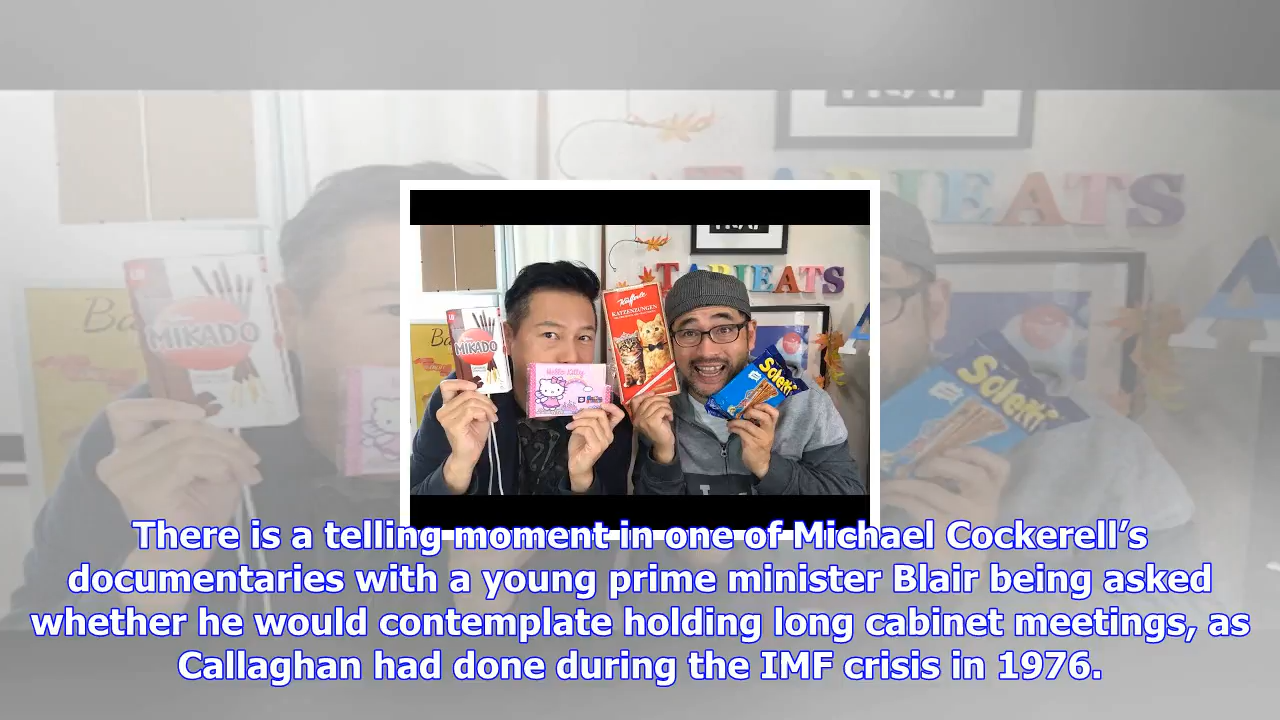 TABIEATS
Ba
MIKADO
Hello Kitty
KATZENZUNGEN
Soletti
There is a telling moment in one of Michael Cockerell’s
documentaries with a young prime minister Blair being asked
whether he would contemplate holding long cabinet meetings, as
Callaghan had done during the IMF crisis in 1976.